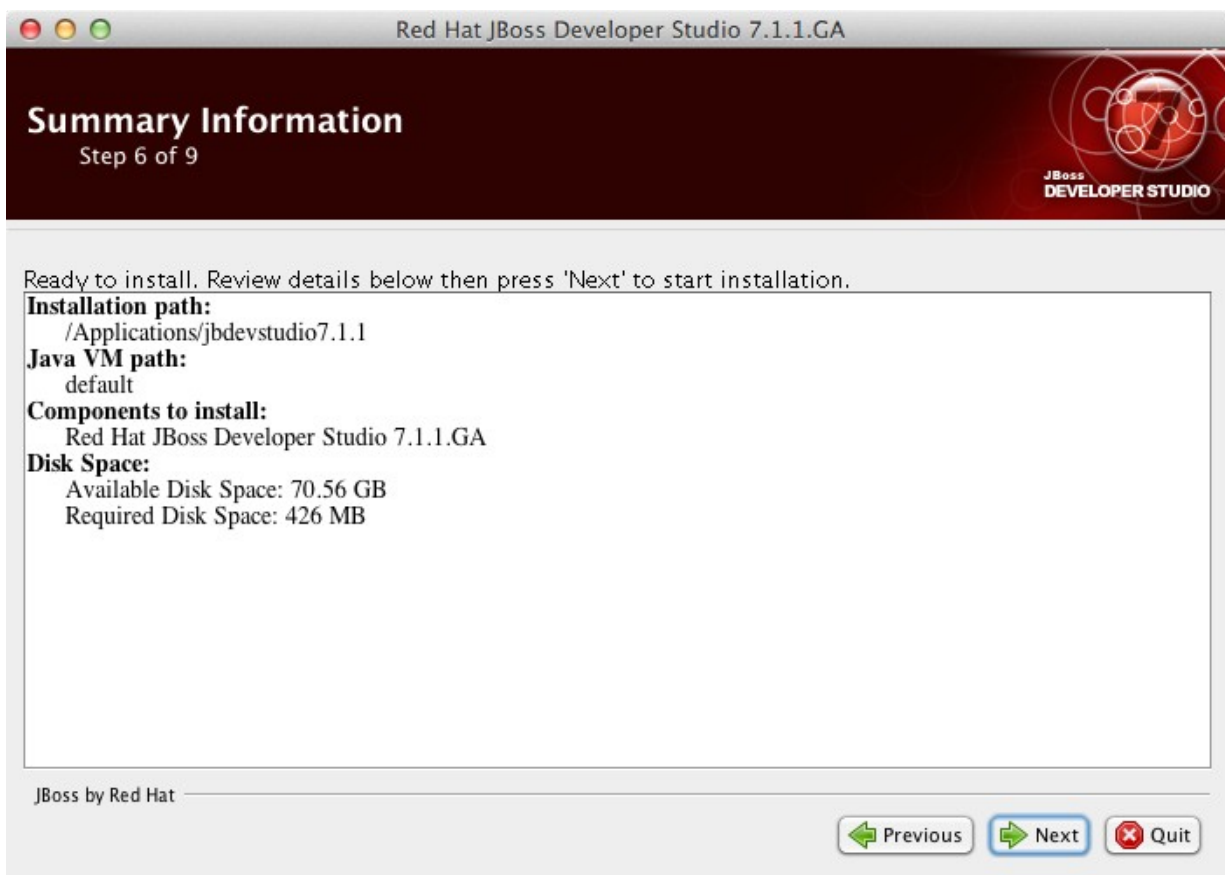 Red Hat JBoss Developer Studio 7.1.1.GA
Summary Information
Step 6 of 9
7
JBoss
DEVELOPER STUDIO
Ready to install. Review details below then press 'Next' to start installation.
Installation path:
/Applications/jbdevstudio7.1.1
Java VM path:
default
Components to install:
Red Hat JBoss Developer Studio 7.1.1.GA
Disk Space:
Available Disk Space: 70.56 GB
Required Disk Space: 426 MB
JBoss by Red Hat
Previous Next Quit